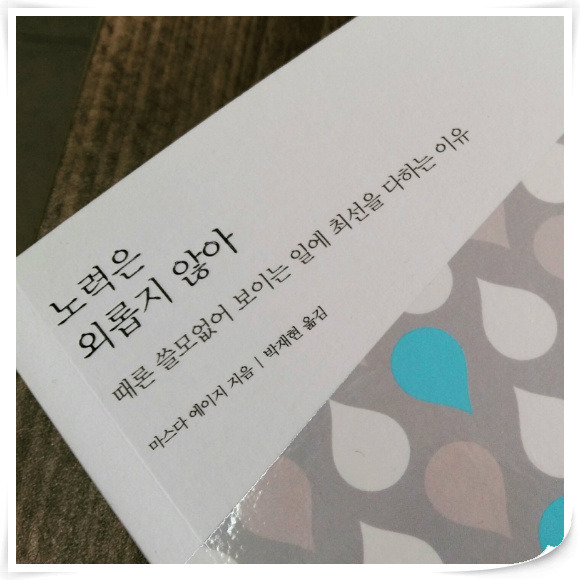 노력은
외롭지 않아
때론 쓸모없어 보이는 일에 최선을 다하는 이유
마스다 에이지 지음 | 박재현 옮김